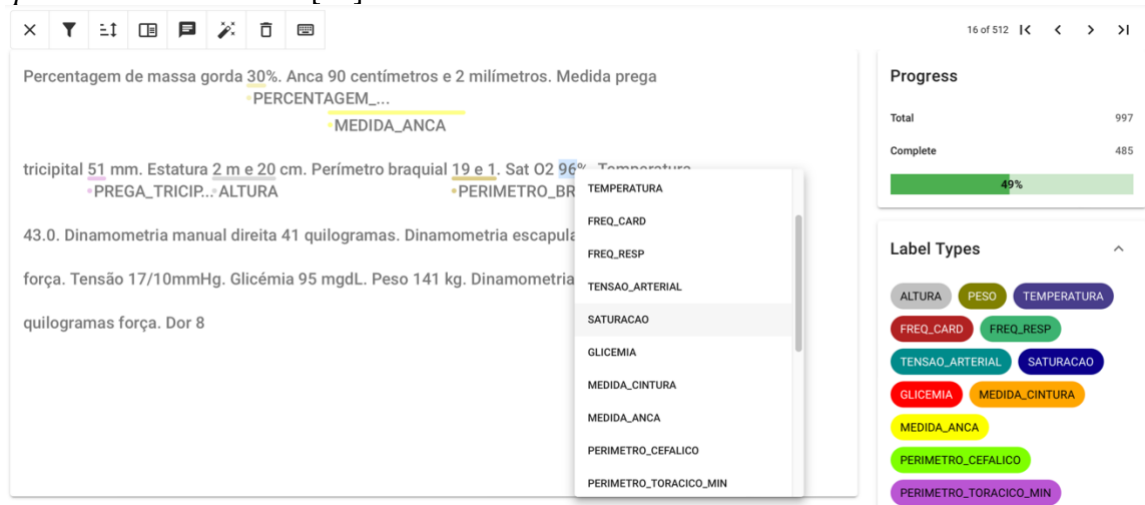 16 of 512
Percentagem de massa gorda 30%. Anca 90 centímetros e 2 milímetros. Medida prega
PERCENTAGEM_...
MEDIDA_ANCA
tricipital 51 mm. Estatura 2 m e 20 cm. Perímetro braquial 19 e 1. Sat O2 96%. Temperatura
PREGA_TRICIP... ALTURA PERIMETRO_BR
43.0. Dinamometria manual direita 41 quilogramas. Dinamometria escapula
força. Tensão 17/10mmHg. Glicémia 95 mgdL. Peso 141 kg. Dinamometria
quilogramas força. Dor 8
TEMPERATURA
FREQ_CARD
FREQ_RESP
TENSAO_ARTERIAL
SATURACAO
GLICEMIA
MEDIDA_CINTURA
MEDIDA_ANCA
PERIMETRO_CEFALICO
PERIMETRO_TORACICO_MIN
Progress
Total 997
Complete 485
49%
Label Types
ALTURA PESO TEMPERATURA
FREQ_CARD FREQ_RESP
TENSAO_ARTERIAL SATURACAO
GLICEMIA MEDIDA_CINTURA
MEDIDA_ANCA
PERIMETRO_CEFALICO
PERIMETRO_TORACICO_MIN